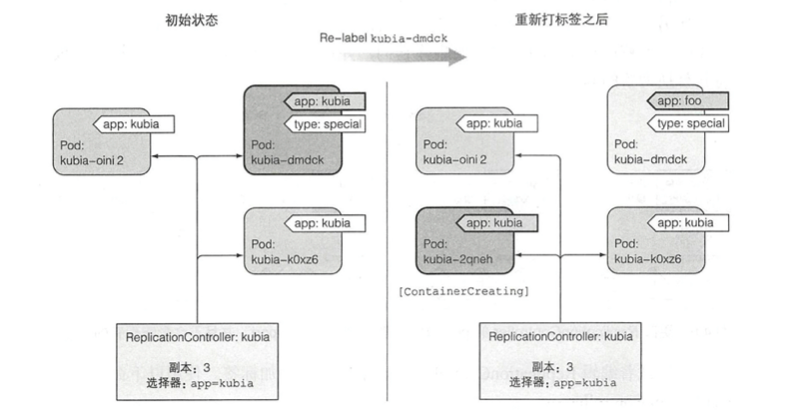 初始状态
重新打标签之后
Re-label kubia-dmdck
app: kubia
Pod:
kubia-oini 2
app: kubia
type: special
Pod:
kubia-dmdck
app: kubia
Pod:
kubia-k0xz6
ReplicationController: kubia
副本：3
选择器：app=kubia
app: kubia
Pod:
kubia-oini 2
app: foo
type: special
Pod:
kubia-dmdck
app: kubia
Pod:
kubia-2qneh
[ContainerCreating]
app: kubia
Pod:
kubia-k0xz6
ReplicationController: kubia
副本：3
选择器：app=kubia